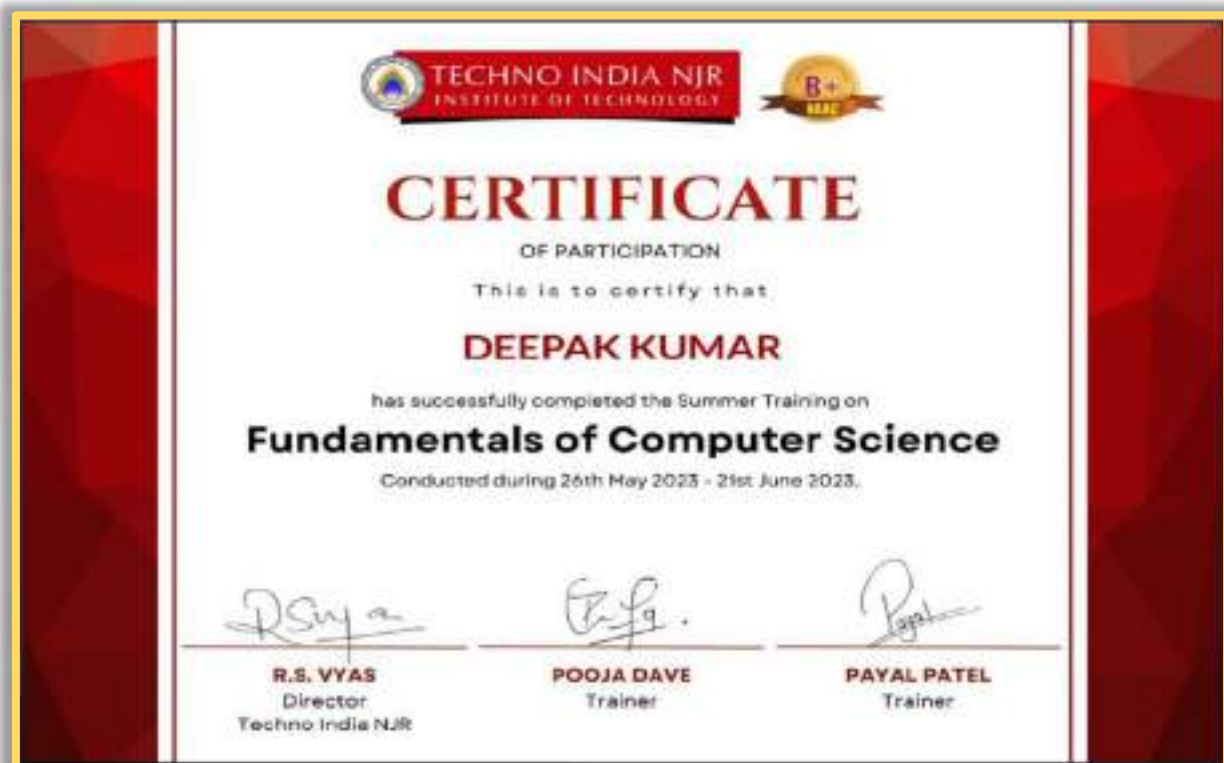 TECHNO INDIA NJR
INSTITUTE OF TECHNOLOGY
B+
NAAC
CERTIFICATE
OF PARTICIPATION
This is to certify that
DEEPAK KUMAR
has successfully completed the Summer Training on
Fundamentals of Computer Science
Conducted during 26th May 2023 - 21st June 2023.
Payal
R.S. VYAS
Director
Techno India NJR
POOJA DAVE
Trainer
PAYAL PATEL
Trainer